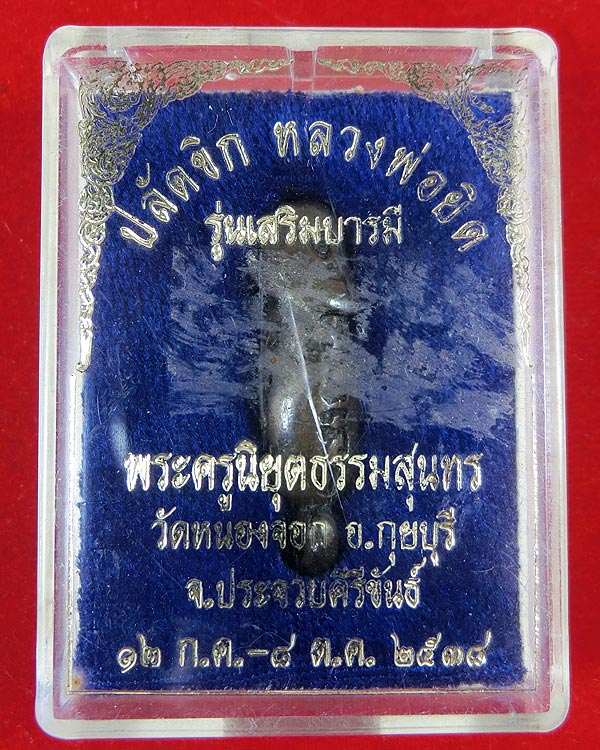 ปลัดขิก หลวงพ่อยิด
รุ่นเสริมบารมี
พระครูนิยุตธรรมสุนทร
วัดหนองจอก อ.กุยบุรี
จ.ประจวบคีรีขันธ์
๑๒ ก.ค.-๘ ต.ค. ๒๕๓๘